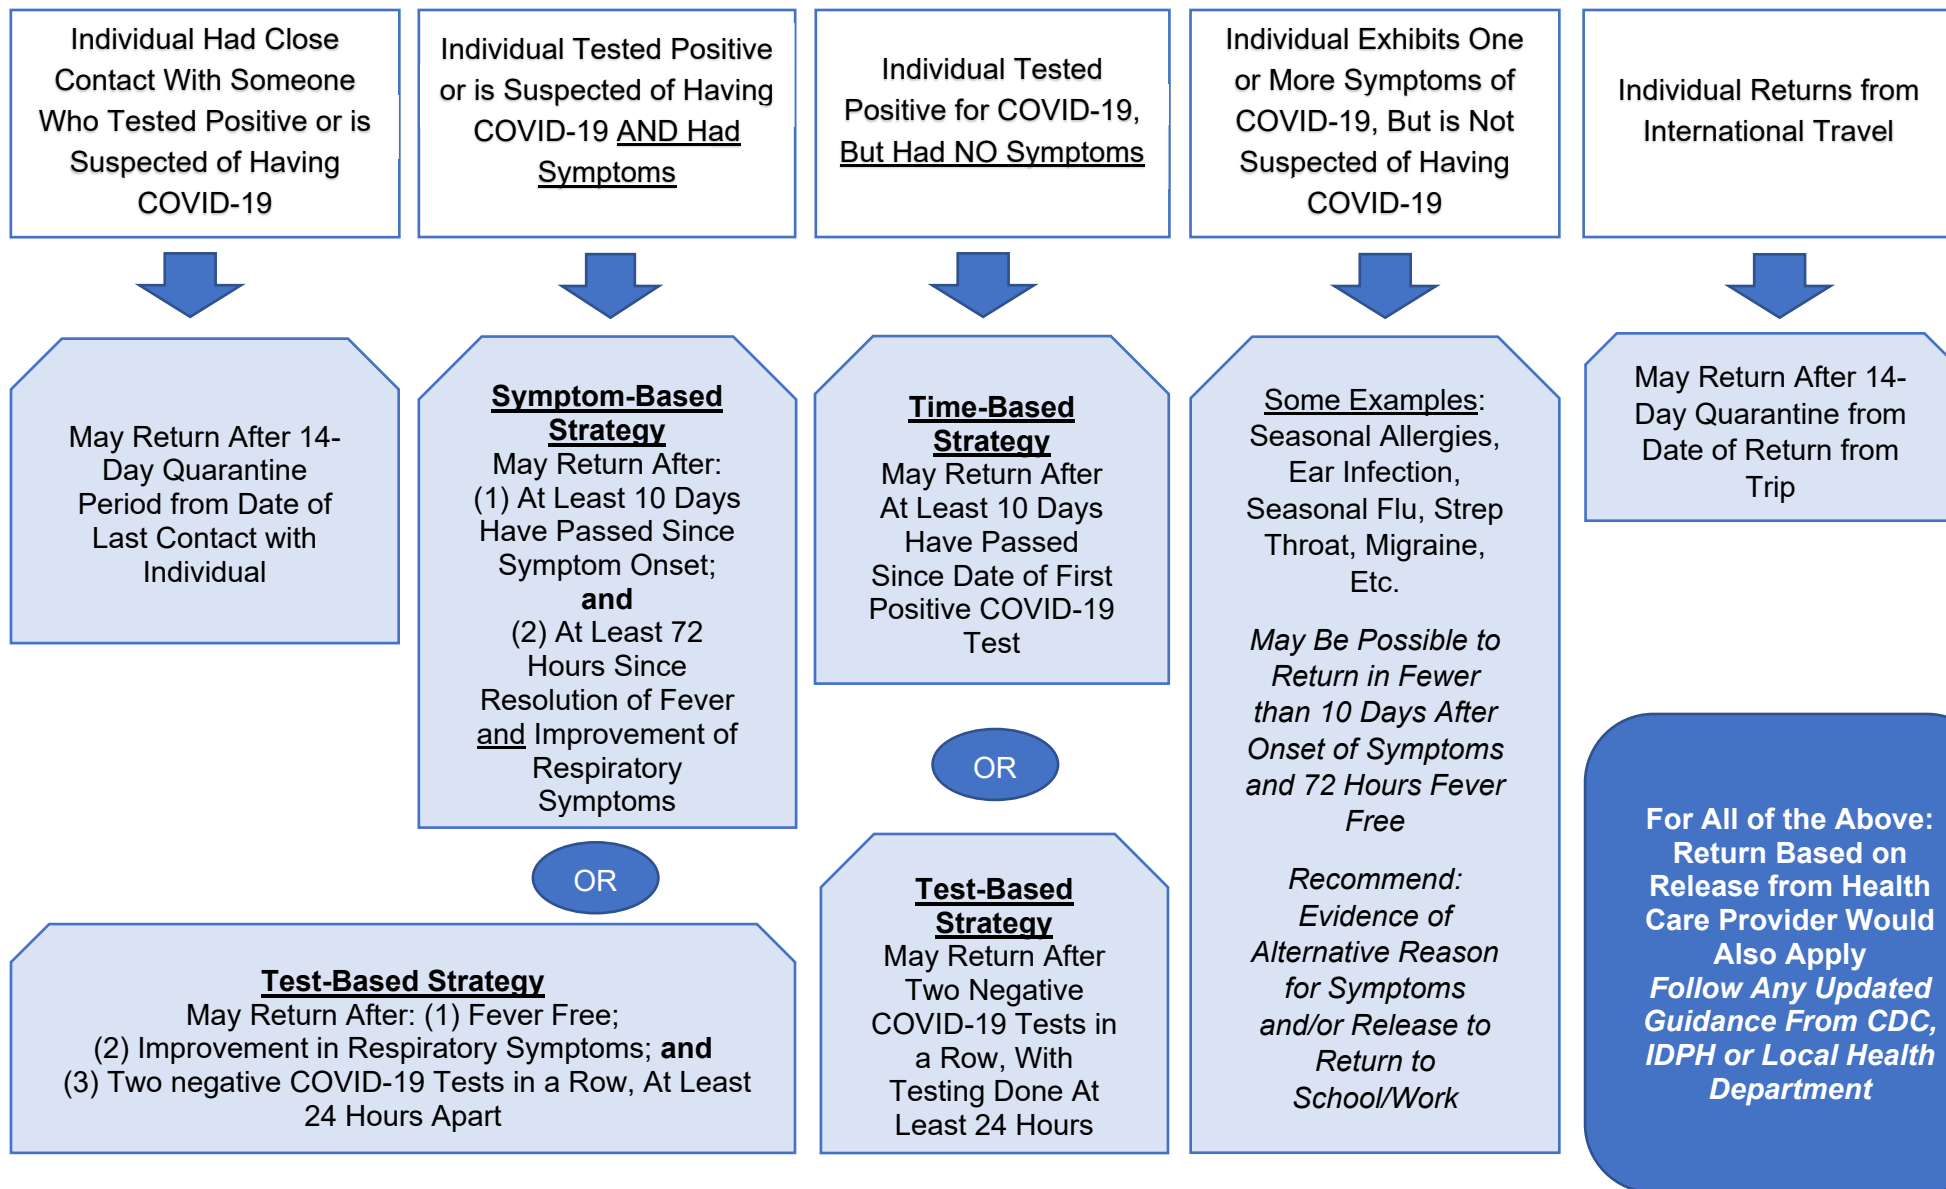 Individual Had Close
Contact With Someone
Who Tested Positive or is
Suspected of Having
COVID-19
Individual Tested Positive
or is Suspected of Having
COVID-19 AND Had
Symptoms
Individual Tested
Positive for COVID-19,
But Had NO Symptoms
Individual Exhibits One
or More Symptoms of
COVID-19, But is Not
Suspected of Having
COVID-19
Individual Returns from
International Travel
May Return After 14-
Day Quarantine
Period from Date of
Last Contact with
Individual
Symptom-Based
Strategy
May Return After:
(1) At Least 10 Days
Have Passed Since
Symptom Onset;
and
(2) At Least 72
Hours Since
Resolution of Fever
and Improvement of
Respiratory
Symptoms
OR
Test-Based Strategy
May Return After: (1) Fever Free;
(2) Improvement in Respiratory Symptoms; and
(3) Two negative COVID-19 Tests in a Row, At Least
24 Hours Apart
Time-Based
Strategy
May Return After
At Least 10 Days
Have Passed
Since Date of First
Positive COVID-19
Test
OR
Test-Based
Strategy
May Return After
Two Negative
COVID-19 Tests in
a Row, With
Testing Done At
Least 24 Hours
Some Examples:
Seasonal Allergies,
Ear Infection,
Seasonal Flu, Strep
Throat, Migraine,
Etc.
May Be Possible to
Return in Fewer
than 10 Days After
Onset of Symptoms
and 72 Hours Fever
Free
Recommend:
Evidence of
Alternative Reason
for Symptoms
and/or Release to
Return to
School/Work
May Return After 14-
Day Quarantine from
Date of Return from
Trip
For All of the Above:
Return Based on
Release from Health
Care Provider Would
Also Apply
Follow Any Updated
Guidance From CDC,
IDPH or Local Health
Department